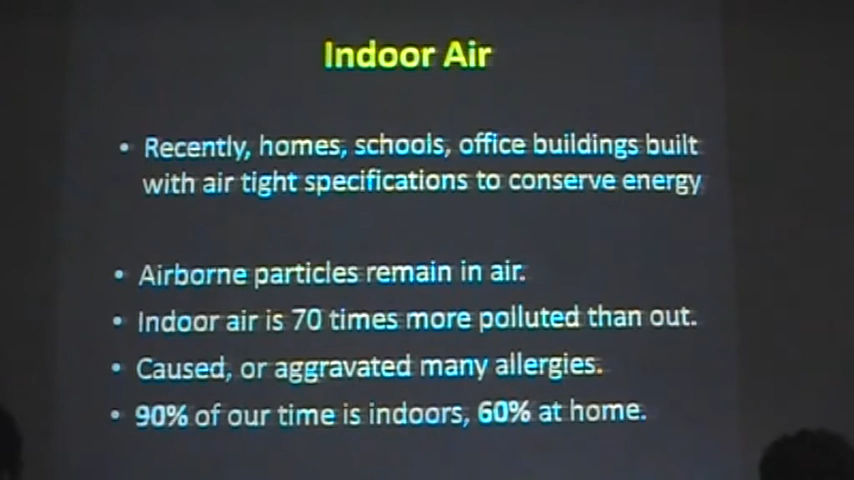 Indoor Air
• Recently, homes, schools, office buildings built
with air tight specifications to conserve energy
• Airborne particles remain in air.
• Indoor air is 70 times more polluted than out.
• Caused, or aggravated many allergies.
• 90% of our time is indoors, 60% at home.